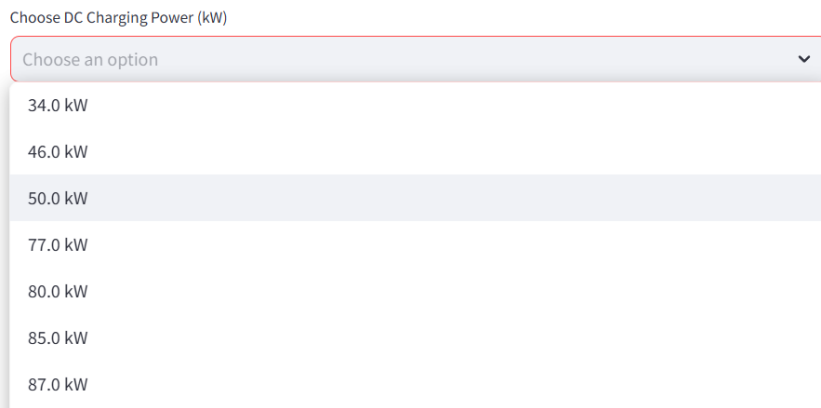 Choose DC Charging Power (kW)
Choose an option
34.0 kW
46.0 kW
50.0 kW
77.0 kW
80.0 kW
85.0 kW
87.0 kW